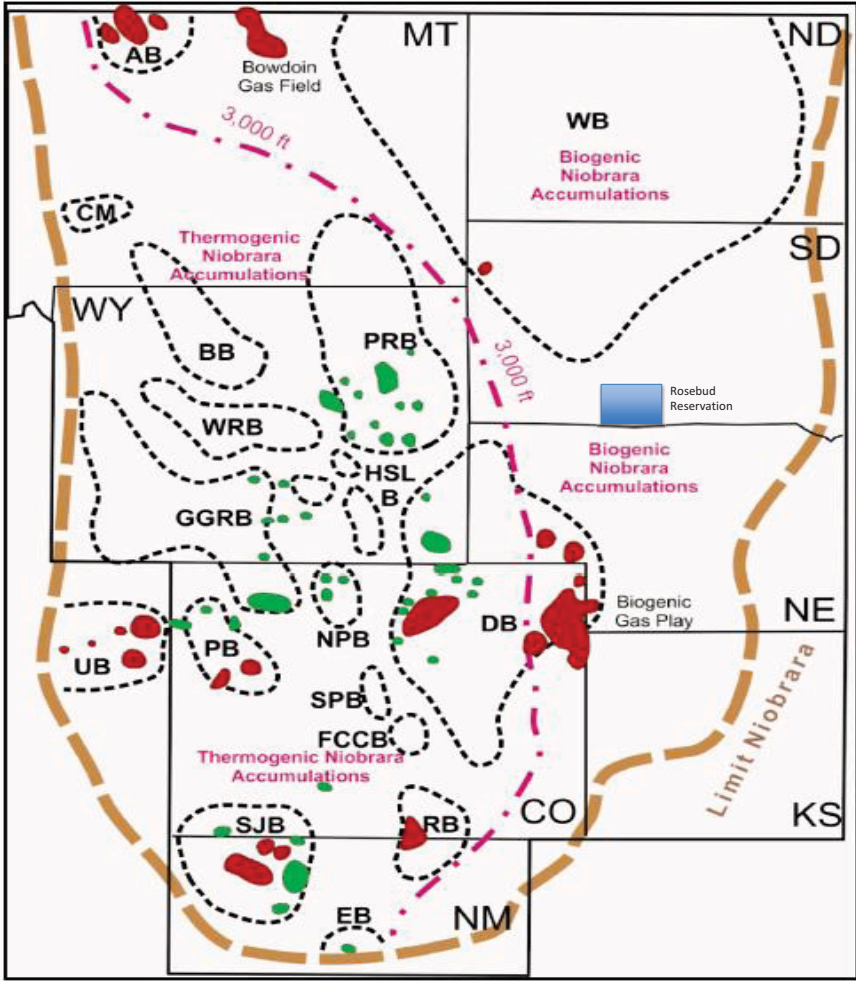 MT
ND
AB
Bowdoin
Gas Field
3,000 ft
WB
Biogenic
Niobrara
Accumulations
CM
Thermogenic
Niobrara
Accumulations
SD
WY
PRB
BB
3,000 ft
Rosebud
Reservation
WRB
Biogenic
Niobrara
Accumulations
HSL
B
GGRB
Biogenic
Gas Play
NE
DB
NPB
PB
UB
SPB
FCCB
Thermogenic Niobrara
Accumulations
Limit Niobrara
CO
KS
SJB
RB
EB
NM